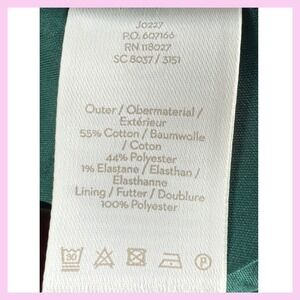 J0227
P.O. 607166
RN 118027
SC 8037 / 3151
Outer / Obermaterial /
Extérieur
55% Cotton / Baumwolle
/ Coton
44% Polyester
1% Elastane / Elasthan /
Élasthanne
Lining / Futter / Doublure
100% Polyester
30
P